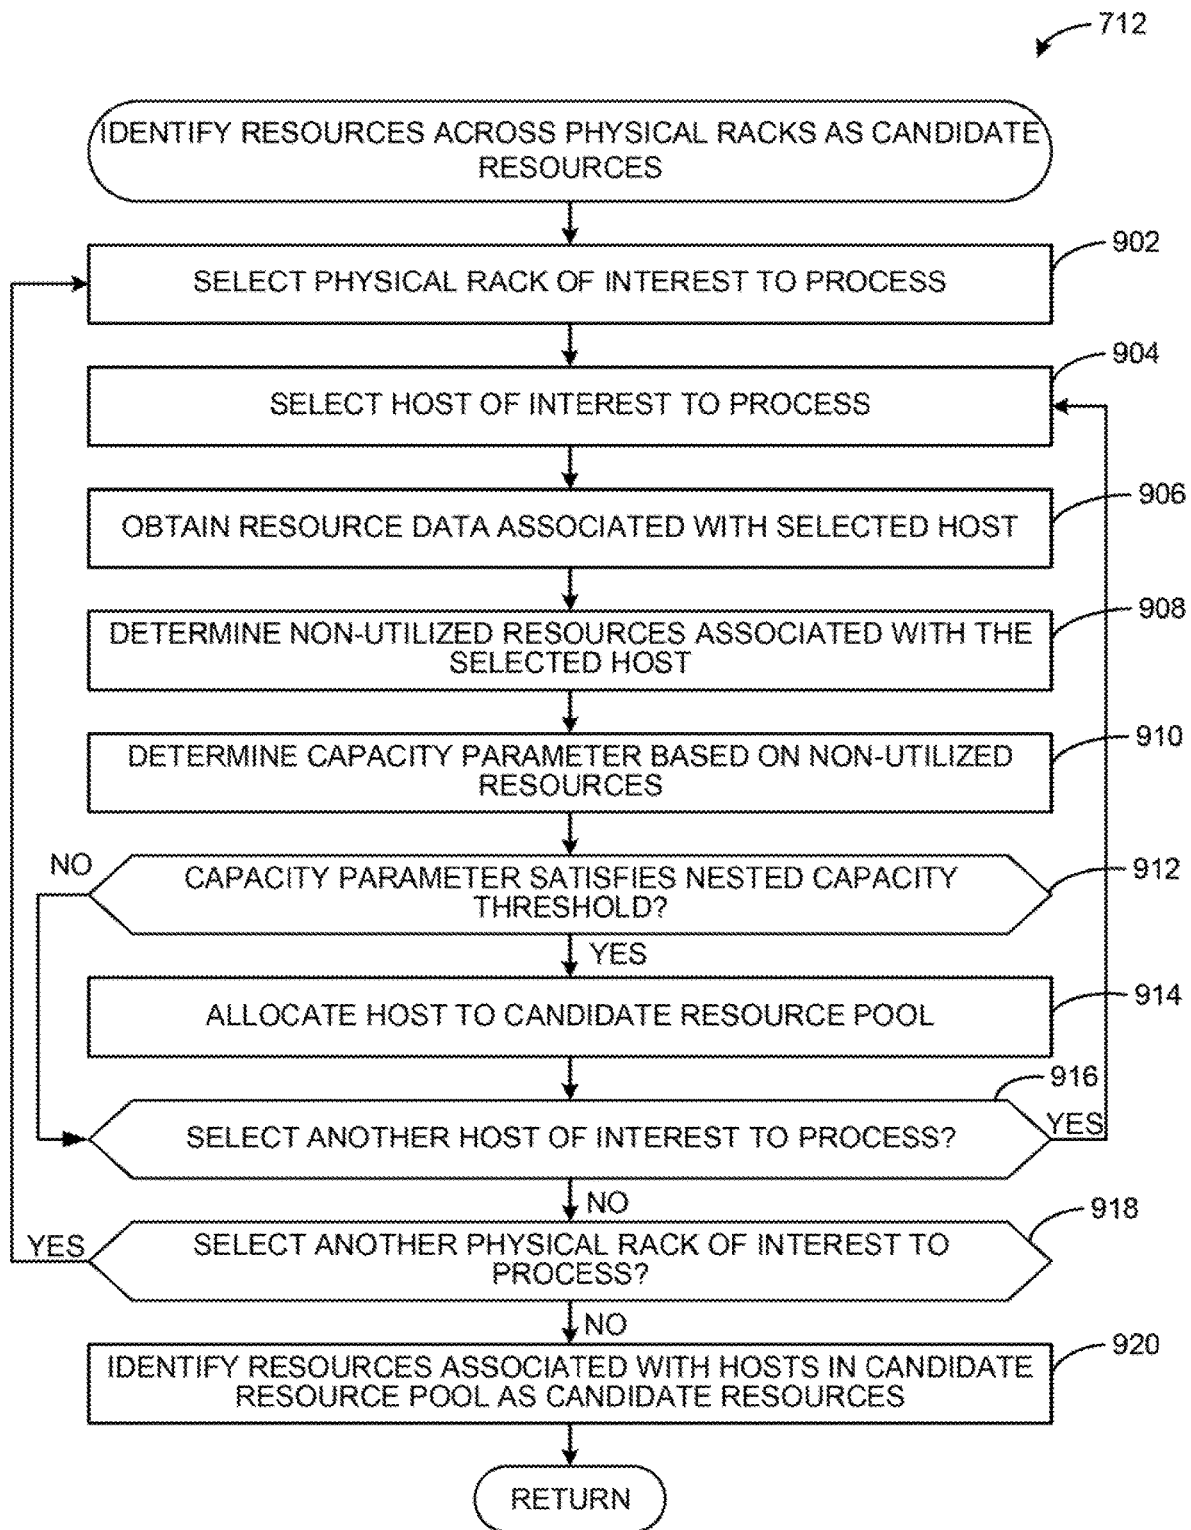 712
IDENTIFY RESOURCES ACROSS PHYSICAL RACKS AS CANDIDATE
RESOURCES
902
SELECT PHYSICAL RACK OF INTEREST TO PROCESS
904
SELECT HOST OF INTEREST TO PROCESS
906
OBTAIN RESOURCE DATA ASSOCIATED WITH SELECTED HOST
908
DETERMINE NON-UTILIZED RESOURCES ASSOCIATED WITH THE
SELECTED HOST
910
DETERMINE CAPACITY PARAMETER BASED ON NON-UTILIZED
RESOURCES
NO
912
CAPACITY PARAMETER SATISFIES NESTED CAPACITY
THRESHOLD?
YES
914
ALLOCATE HOST TO CANDIDATE RESOURCE POOL
916
SELECT ANOTHER HOST OF INTEREST TO PROCESS?
YES
NO
918
YES
SELECT ANOTHER PHYSICAL RACK OF INTEREST TO
PROCESS?
NO
920
IDENTIFY RESOURCES ASSOCIATED WITH HOSTS IN CANDIDATE
RESOURCE POOL AS CANDIDATE RESOURCES
RETURN